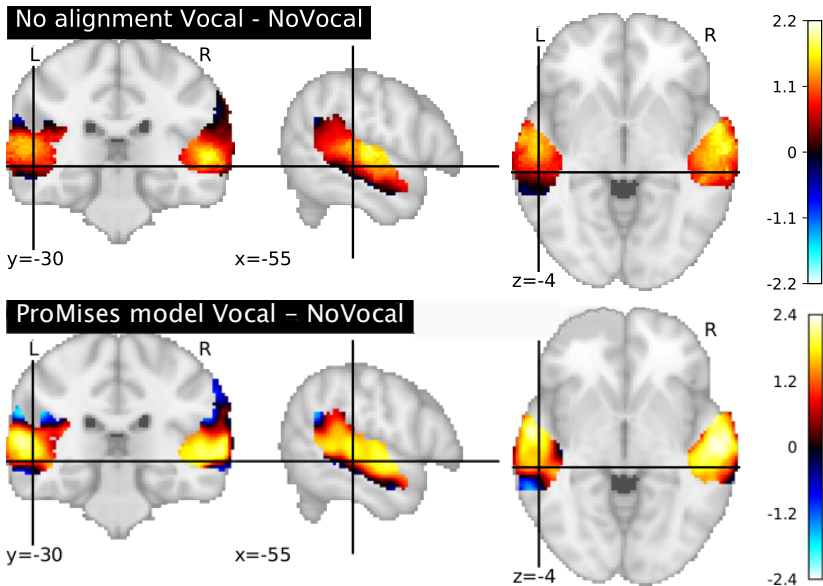 No alignment Vocal - NoVocal
L R L R
y=-30 x=-55 z=-4
2.2
1.1
0
-1.1
-2.2
ProMises model Vocal – NoVocal
L R R
y=-30 x=-55 z=-4
2.4
1.2
0
-1.2
-2.4